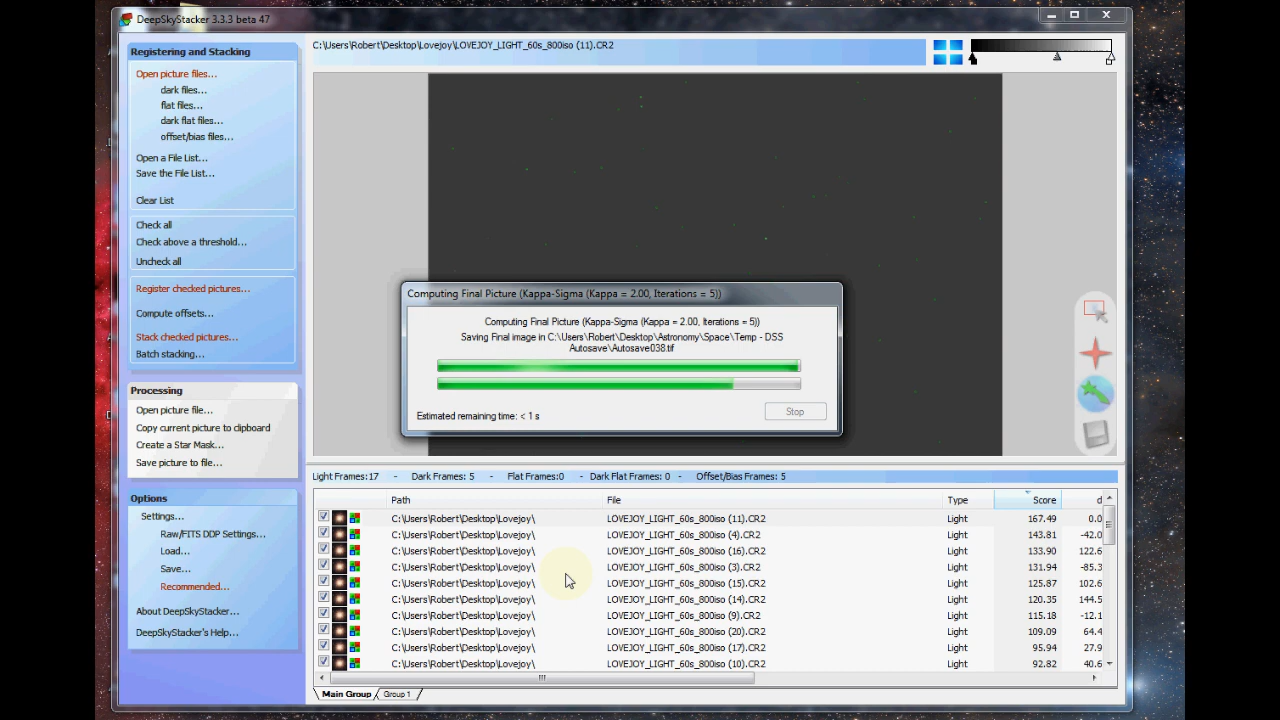 DeepSkyStacker 3.3.3 beta 47
Registering and Stacking
Open picture files...
dark files...
flat files...
dark flat files...
offset/bias files...
Open a File List...
Save the File List...
Clear List
Check all
Check above a threshold...
Uncheck all
Register checked pictures...
Compute offsets...
Stack checked pictures...
Batch stacking...
Processing
Open picture file...
Copy current picture to clipboard
Create a Star Mask...
Save picture to file...
Options
Settings...
Raw/FITS DDP Settings...
Load...
Save...
Recommended...
About DeepSkyStacker...
DeepSkyStacker's Help...
C:\Users\Robert\Desktop\Lovejoy\LOVEJOY_LIGHT_60s_800iso (11).CR2
Computing Final Picture (Kappa-Sigma (Kappa = 2.00, Iterations = 5))
Computing Final Picture (Kappa-Sigma (Kappa = 2.00, Iterations = 5))
Saving Final image in C:\Users\Robert\Desktop\Astronomy\Space\Temp - DSS
Autosave\Autosave038.tif
Estimated remaining time: < 1 s
Stop
Light Frames:17 - Dark Frames: 5 - Flat Frames:0 - Dark Flat Frames: 0 - Offset/Bias Frames: 5
Path File Type Score d
C:\Users\Robert\Desktop\Lovejoy\ LOVEJOY_LIGHT_60s_800iso (11).CR2 Light 167.49 0.0
C:\Users\Robert\Desktop\Lovejoy\ LOVEJOY_LIGHT_60s_800iso (4).CR2 Light 143.81 -42.0
C:\Users\Robert\Desktop\Lovejoy\ LOVEJOY_LIGHT_60s_800iso (16).CR2 Light 133.90 122.6
C:\Users\Robert\Desktop\Lovejoy\ LOVEJOY_LIGHT_60s_800iso (3).CR2 Light 131.94 -85.3
C:\Users\Robert\Desktop\Lovejoy\ LOVEJOY_LIGHT_60s_800iso (15).CR2 Light 125.87 102.6
C:\Users\Robert\Desktop\Lovejoy\ LOVEJOY_LIGHT_60s_800iso (14).CR2 Light 120.35 144.5
C:\Users\Robert\Desktop\Lovejoy\ LOVEJOY_LIGHT_60s_800iso (9).CR2 Light 115.18 -12.1
C:\Users\Robert\Desktop\Lovejoy\ LOVEJOY_LIGHT_60s_800iso (20).CR2 Light 109.09 64.4
C:\Users\Robert\Desktop\Lovejoy\ LOVEJOY_LIGHT_60s_800iso (17).CR2 Light 95.94 27.9
C:\Users\Robert\Desktop\Lovejoy\ LOVEJOY_LIGHT_60s_800iso (10).CR2 Light 92.82 40.6
Main Group Group 1